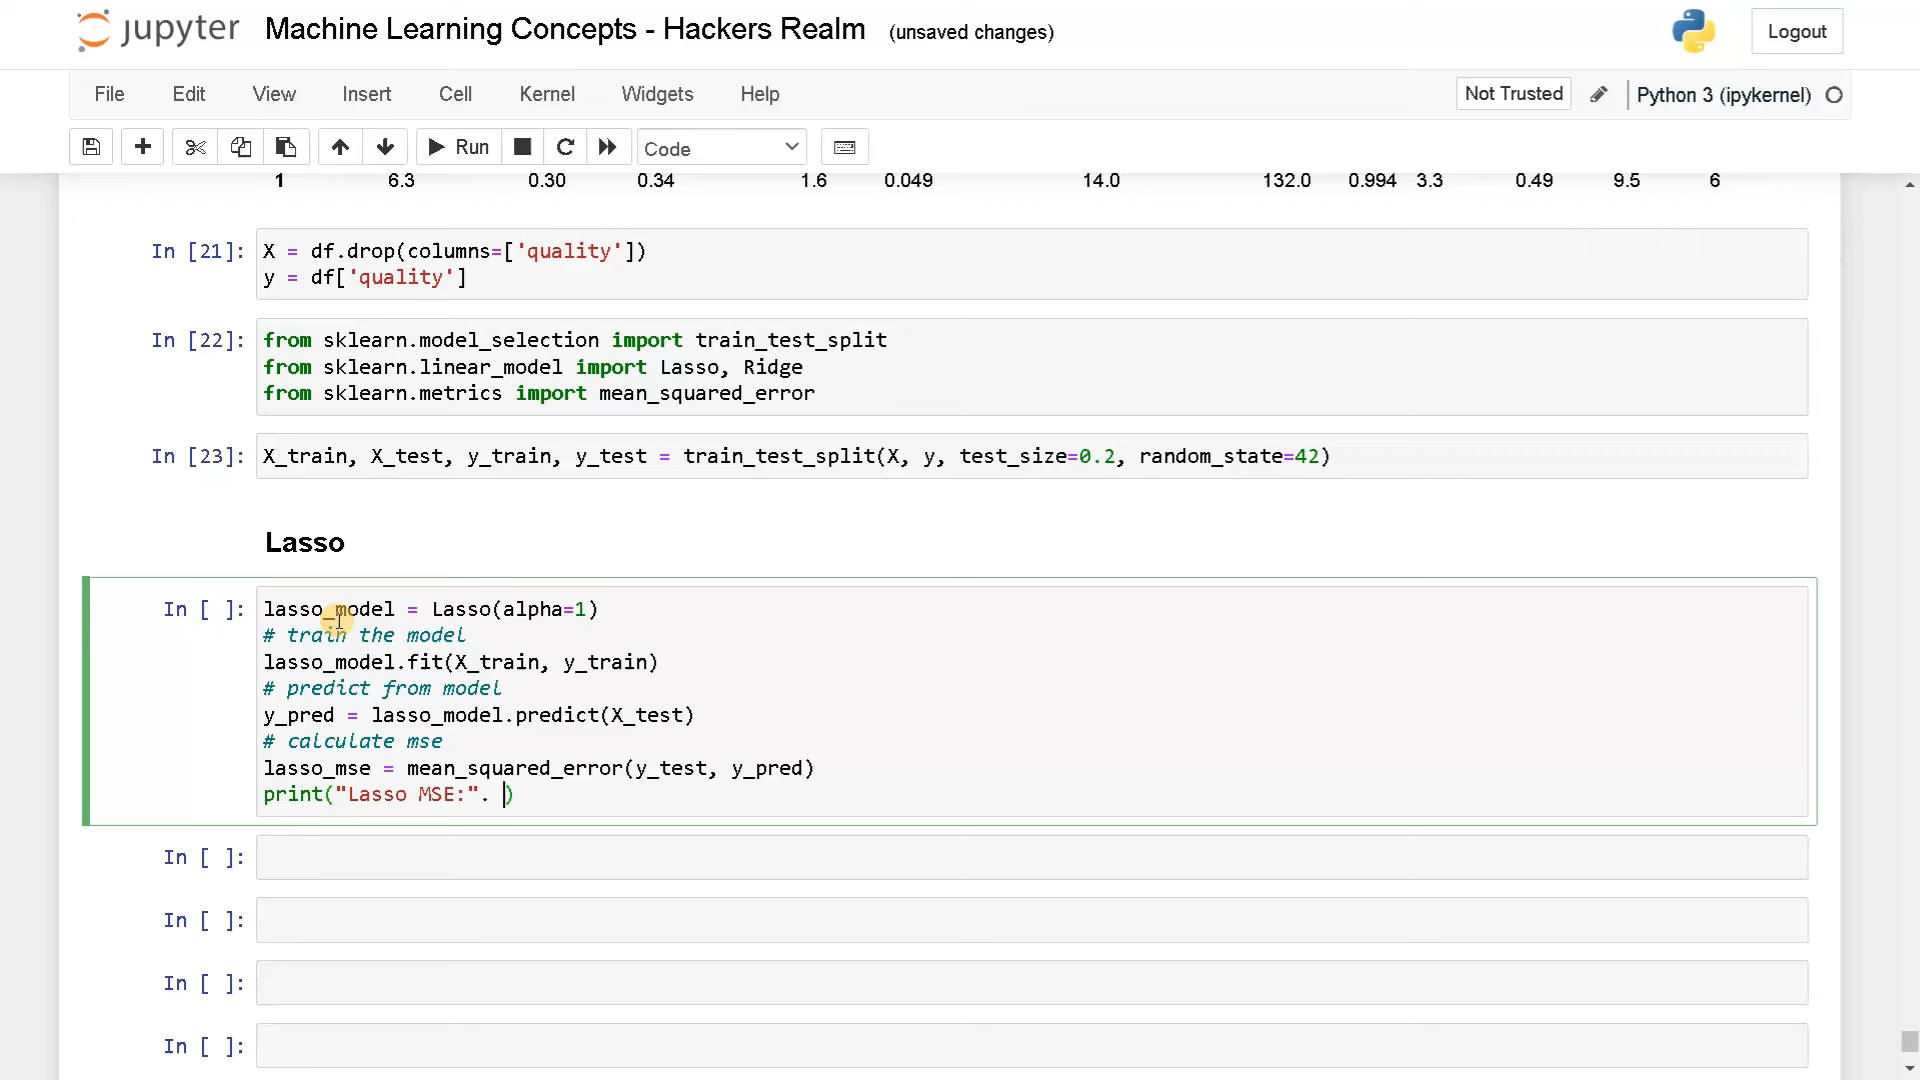 jupyter Machine Learning Concepts - Hackers Realm (unsaved changes) Logout
File Edit View Insert Cell Kernel Widgets Help Not Trusted Python 3 (ipykernel)
Run Code
1 6.3 0.30 0.34 1.6 0.049 14.0 132.0 0.994 3.3 0.49 9.5 6
In [21]: X = df.drop(columns=['quality'])
y = df['quality']
In [22]: from sklearn.model_selection import train_test_split
from sklearn.linear_model import Lasso, Ridge
from sklearn.metrics import mean_squared_error
In [23]: X_train, X_test, y_train, y_test = train_test_split(X, y, test_size=0.2, random_state=42)
Lasso
In [ ]: lasso_model = Lasso(alpha=1)
# train the model
lasso_model.fit(X_train, y_train)
# predict from model
y_pred = lasso_model.predict(X_test)
# calculate mse
lasso_mse = mean_squared_error(y_test, y_pred)
print("Lasso MSE:". )
In [ ]:
In [ ]:
In [ ]:
In [ ]: